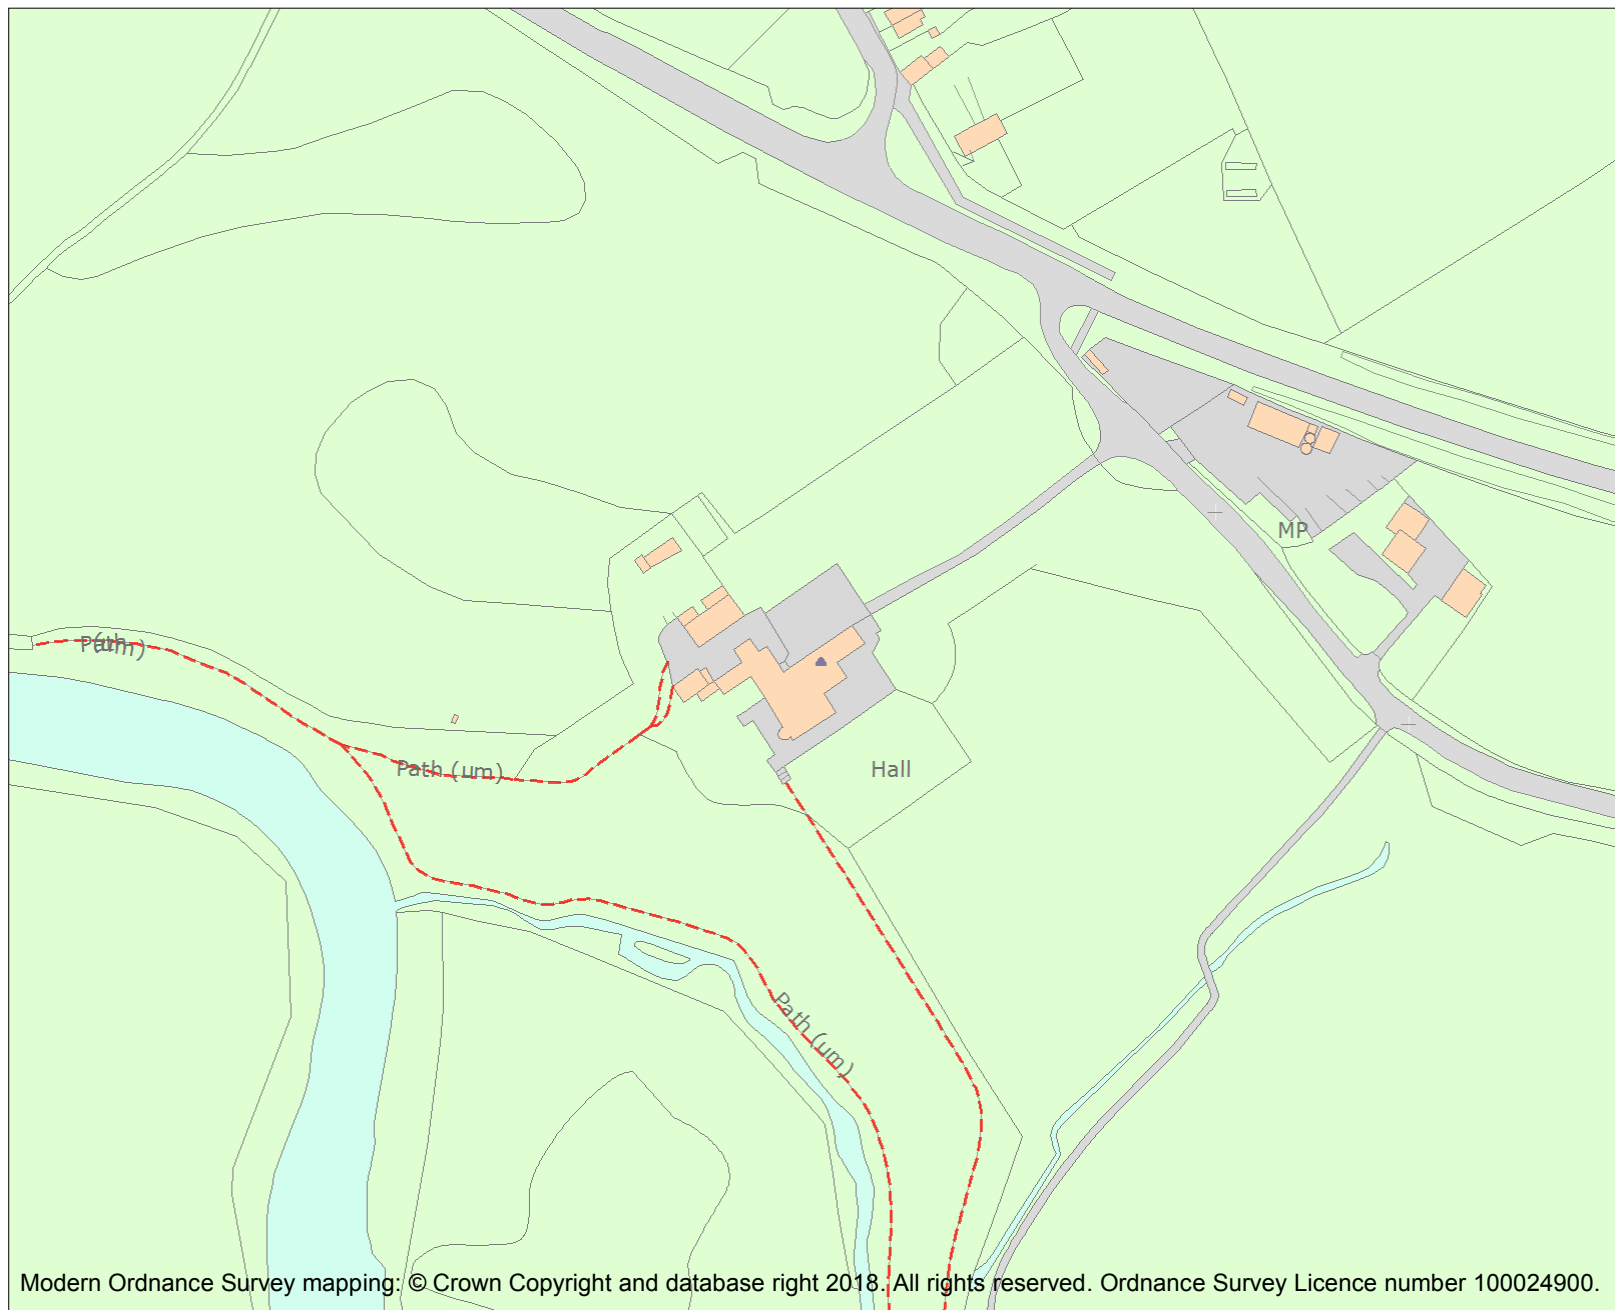 MP
Path (um)
Path (um)
Hall
Path (um)
Modern Ordnance Survey mapping: © Crown Copyright and database right 2018. All rights reserved. Ordnance Survey Licence number 100024900.